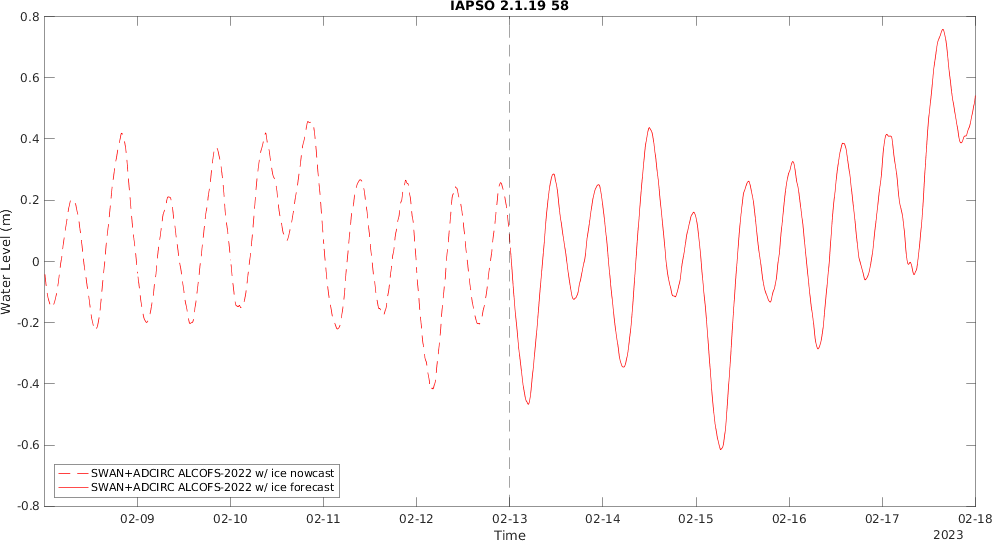 IAPSO 2.1.19 58
0.8
0.6
0.4
0.2
0
-0.2
-0.4
-0.6
-0.8
Water Level (m)
SWAN+ADCIRC ALCOFS-2022 w/ ice nowcast
SWAN+ADCIRC ALCOFS-2022 w/ ice forecast
02-09 02-10 02-11 02-12 02-13 02-14 02-15 02-16 02-17 02-18
Time
2023